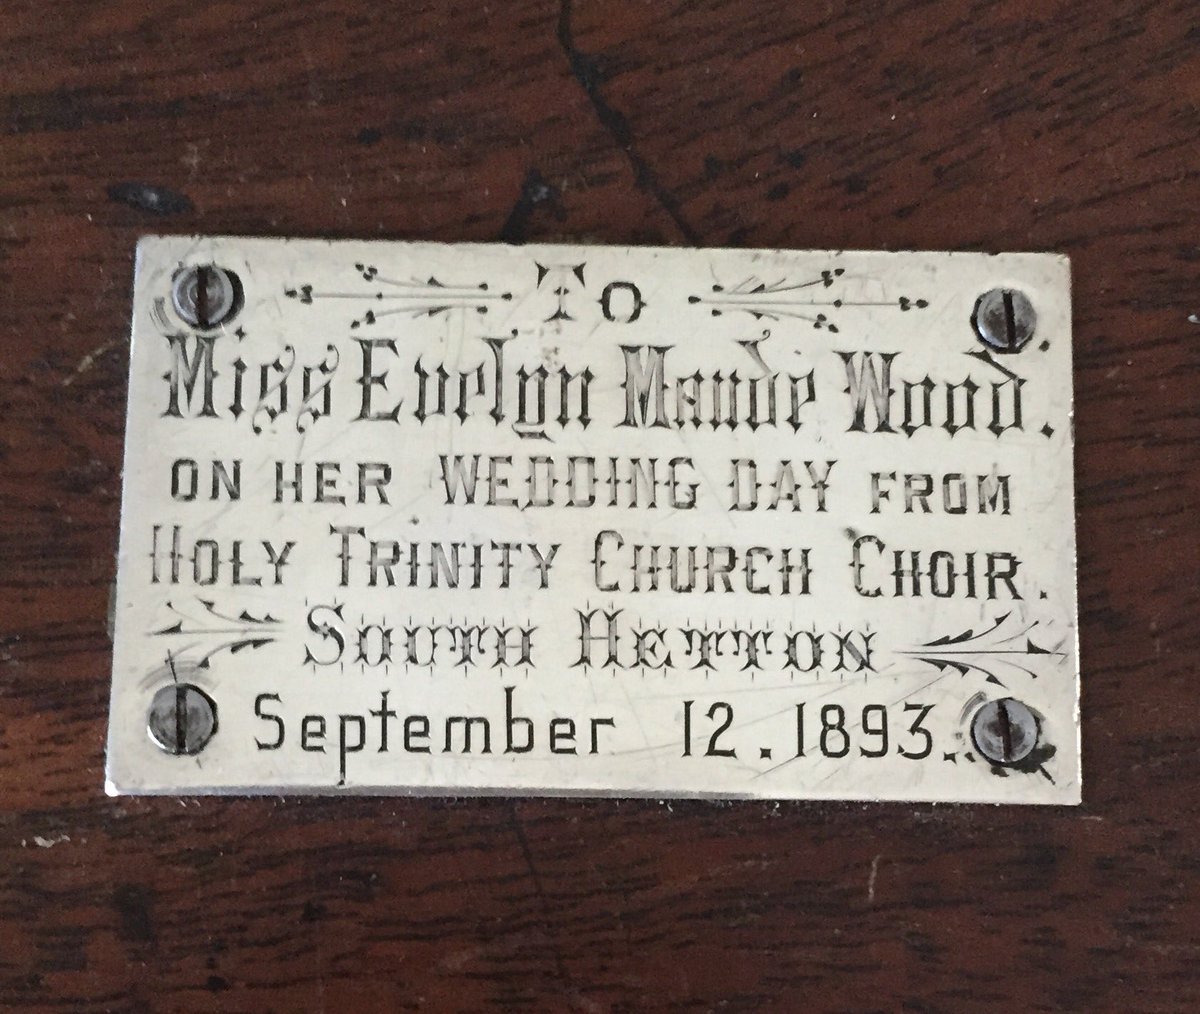 To
Miss Evelyn Maude Wood.
ON HER WEDDING DAY FROM
HOLY TRINITY CHURCH CHOIR.
SOUTH HETTON
September 12.1893.